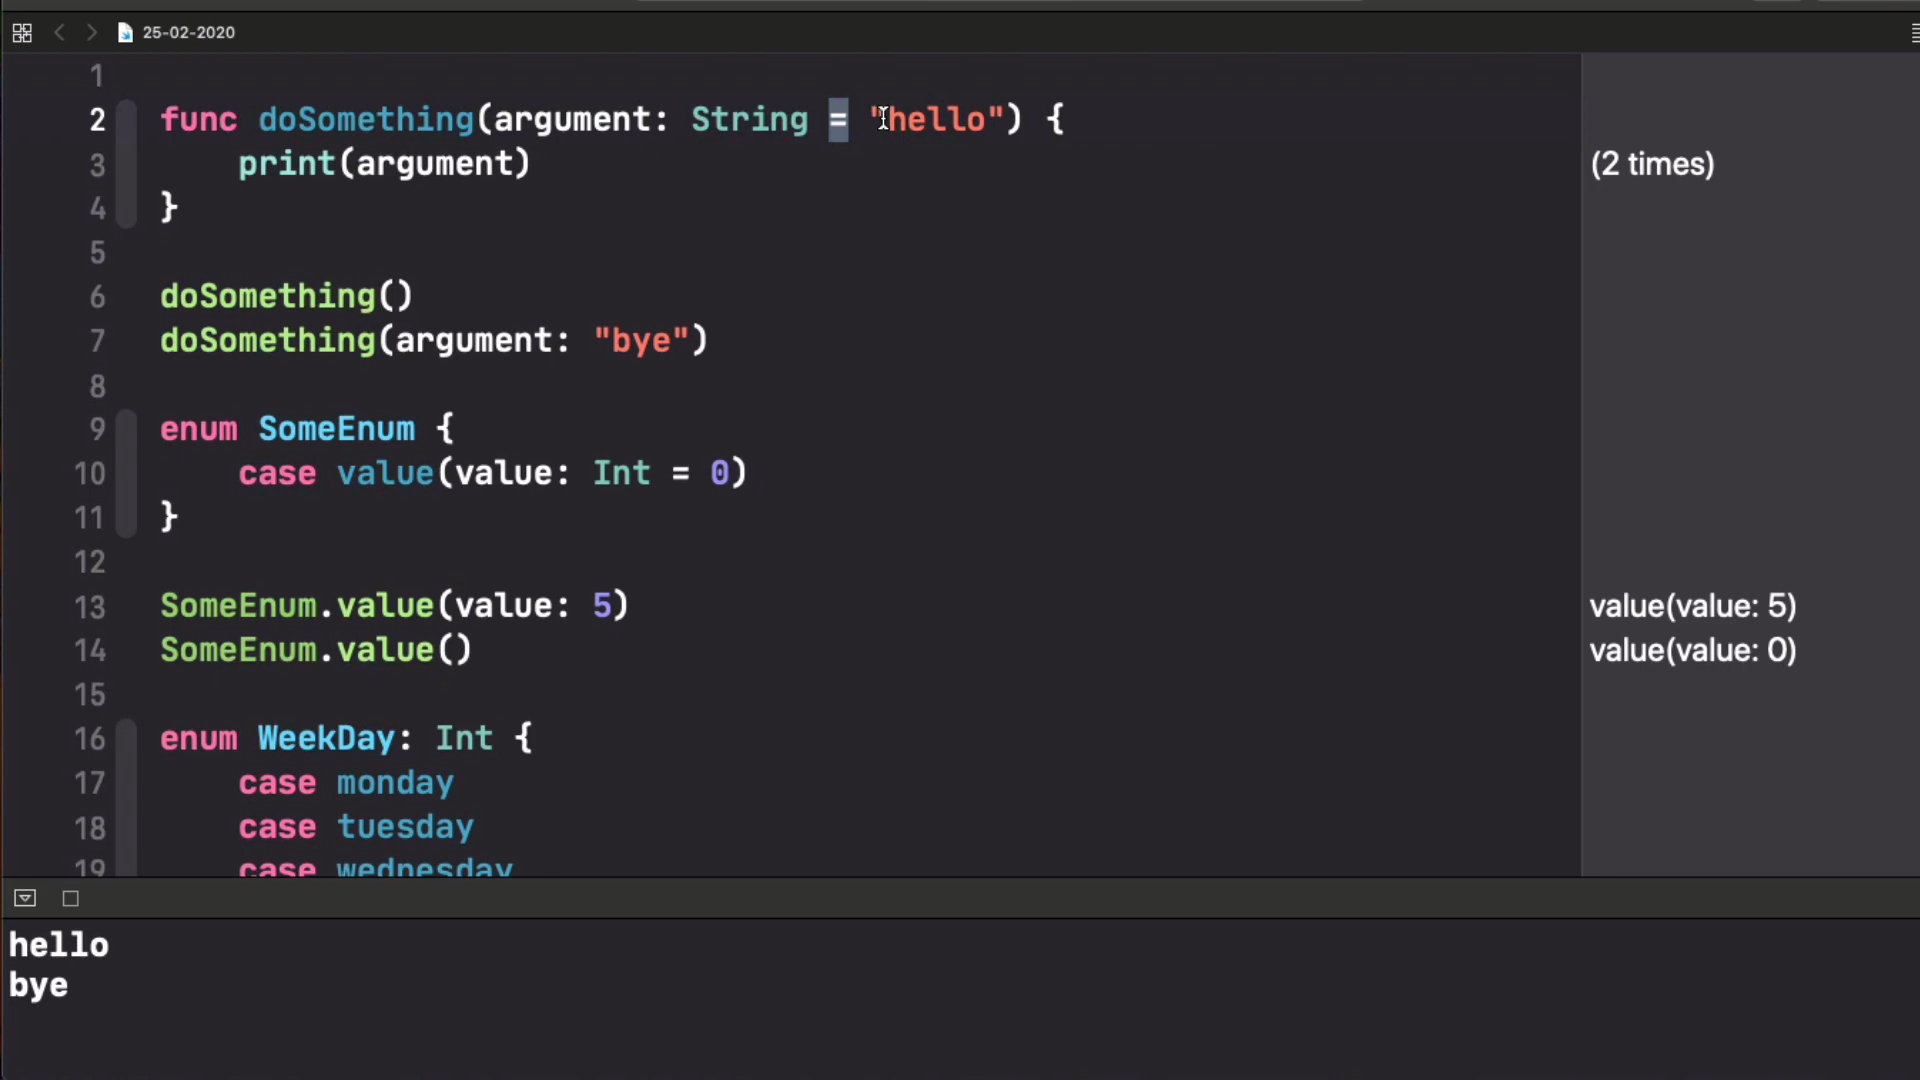 25-02-2020
1
2 func doSomething(argument: String = "hello") {
3     print(argument) (2 times)
4 }
5
6 doSomething()
7 doSomething(argument: "bye")
8
9 enum SomeEnum {
10     case value(value: Int = 0)
11 }
12
13 SomeEnum.value(value: 5) value(value: 5)
14 SomeEnum.value() value(value: 0)
15
16 enum WeekDay: Int {
17     case monday
18     case tuesday
19     case wednesday
hello
bye